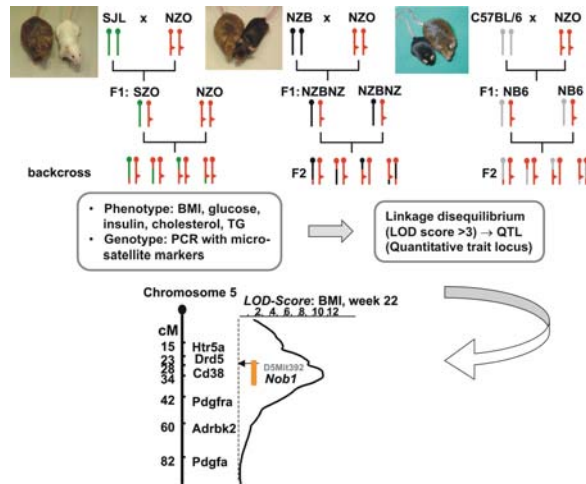 SJL x NZO
NZB x NZO
C57BL/6 x NZO
F1: SZO NZO
F1: NZBNZ NZBNZ
F1: NB6 NB6
backcross
F2
F2
• Phenotype: BMI, glucose,
insulin, cholesterol, TG
• Genotype: PCR with micro-
satellite markers
Linkage disequilibrium
(LOD score >3) → QTL
(Quantitative trait locus)
Chromosome 5
LOD-Score: BMI, week 22
2 4 6 8 10 12
cM
15 Htr5a
23 Drd5
28 Cd38
34
42 Pdgfra
60 Adrbk2
82 Pdgfa
D5Mit392
Nob1